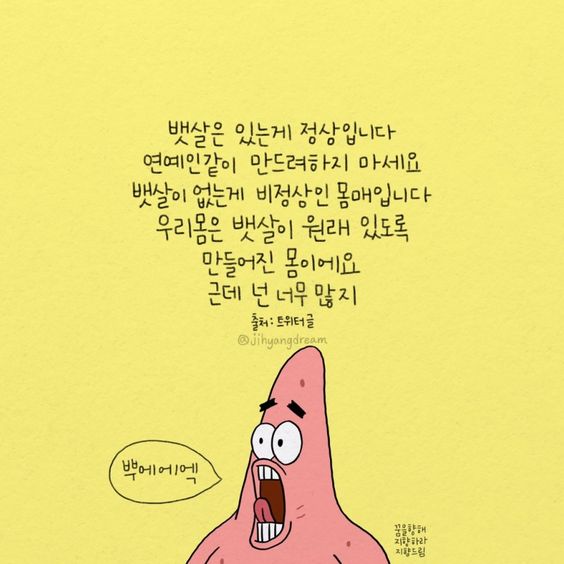 뱃살은 있는게 정상입니다
연예인같이 만드려하지 마세요
뱃살이 없는게 비정상인 몸매입니다
우리몸은 뱃살이 원래 있도록
만들어진 몸이에요
근데 넌 너무 많지
출처: 트위터 글
@jihyangdream
뿌에에엑
꿈을향해
지향하라
지향드림